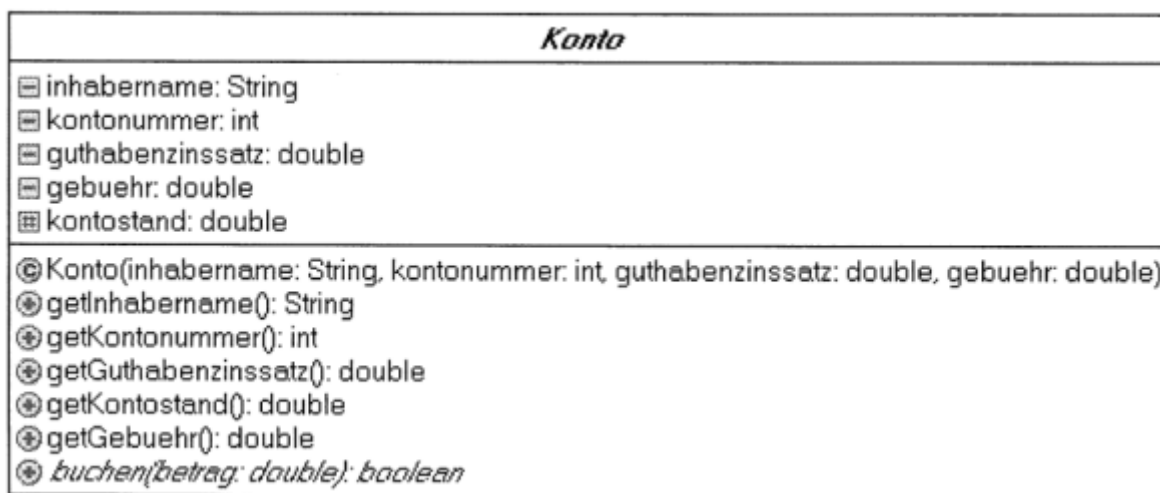 Konto
inhabername: String
kontonummer: int
guthabenzinssatz: double
gebuehr: double
kontostand: double
Konto(inhabername: String, kontonummer: int, guthabenzinssatz: double, gebuehr: double)
getInhabername(): String
getKontonummer(): int
getGuthabenzinssatz(): double
getKontostand(): double
getGebuehr(): double
buchen(betrag: double): boolean